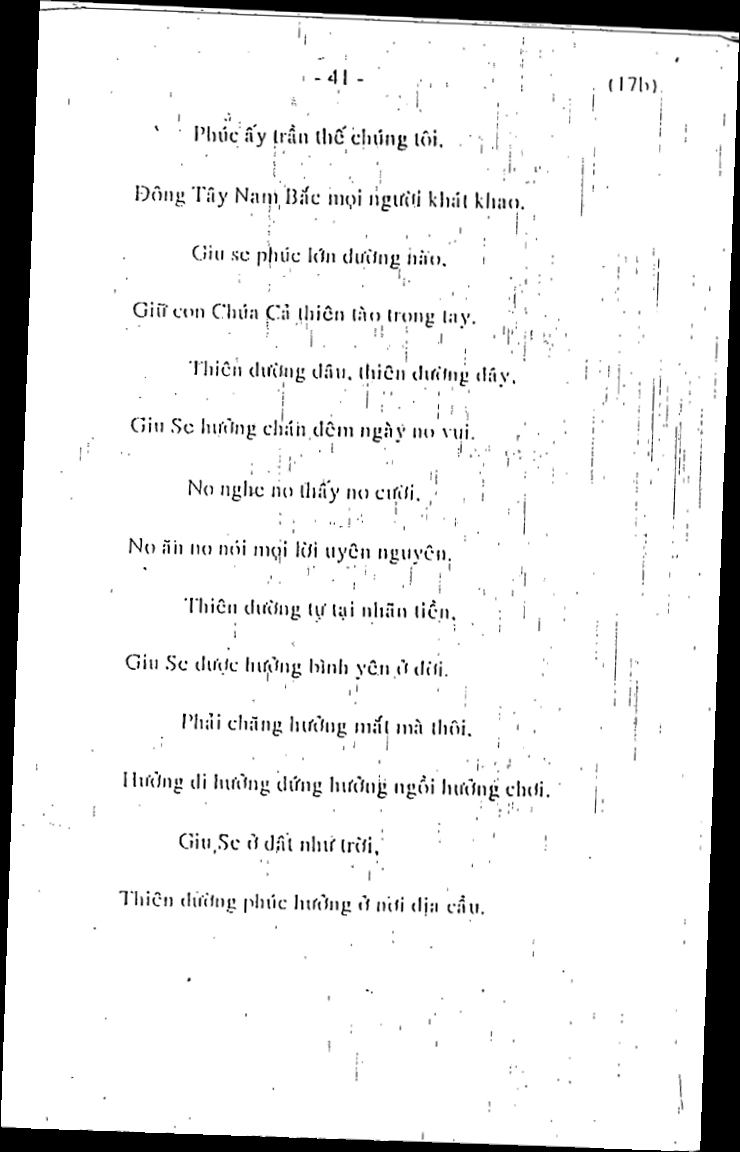 - 41 -
(17b)
Phúc ấy trần thế chúng tôi,
Đông Tây Nam Bắc mọi người khát khao.
Giu se phúc lớn dường nào,
Giữ con Chúa Cả thiên tào trong tay.
Thiên đường đâu, thiên đường đây,
Giu Se hưởng chán đêm ngày no vui.
No nghe no thấy no cười,
No ăn no nói mọi lời uyên nguyên,
Thiên đường tự tại nhãn tiền,
Giu Se được hưởng bình yên ở đời.
Phải chăng hưởng mắt mà thôi,
Hưởng đi hưởng đứng hưởng ngồi hưởng chơi.
Giu Se ở đất như trời,
Thiên đường phúc hưởng ở nơi địa cầu.